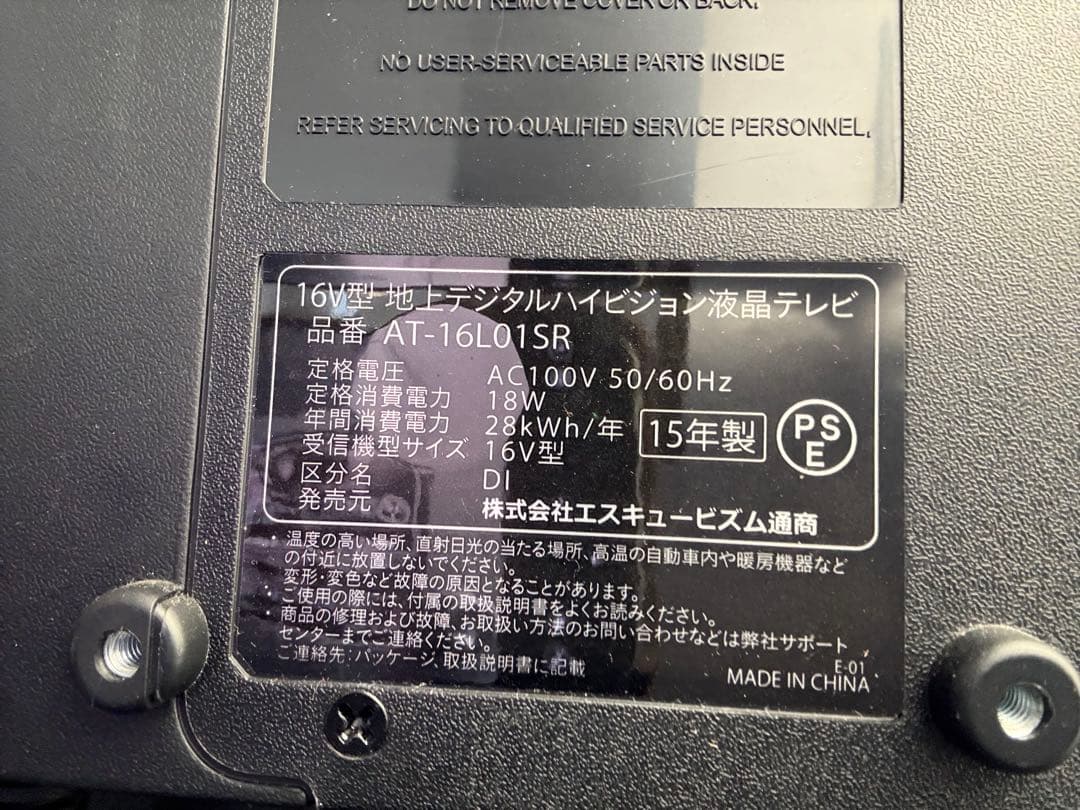 DO NOT REMOVE COVER OR BACK.
NO USER-SERVICEABLE PARTS INSIDE
REFER SERVICING TO QUALIFIED SERVICE PERSONNEL.
16V型 地上デジタルハイビジョン液晶テレビ
品番 AT-16L01SR
定格電圧 AC100V 50/60Hz
定格消費電力 18W
年間消費電力 28kWh/年
受信機型サイズ 16V型
区分名 DI
発売元 株式会社エスキュービズム通商
15年製
PSE
・温度の高い場所、直射日光の当たる場所、高温の自動車内や暖房機器など
の付近に放置しないでください。
変形・変色など故障の原因となることがあります。
・ご使用の際には、付属の取扱説明書をよくお読みください。
・商品の修理および故障、お取扱い方法のお問い合わせなどは弊社サポート
センターまでご連絡ください。
ご連絡先:パッケージ、取扱説明書に記載
E-01
MADE IN CHINA